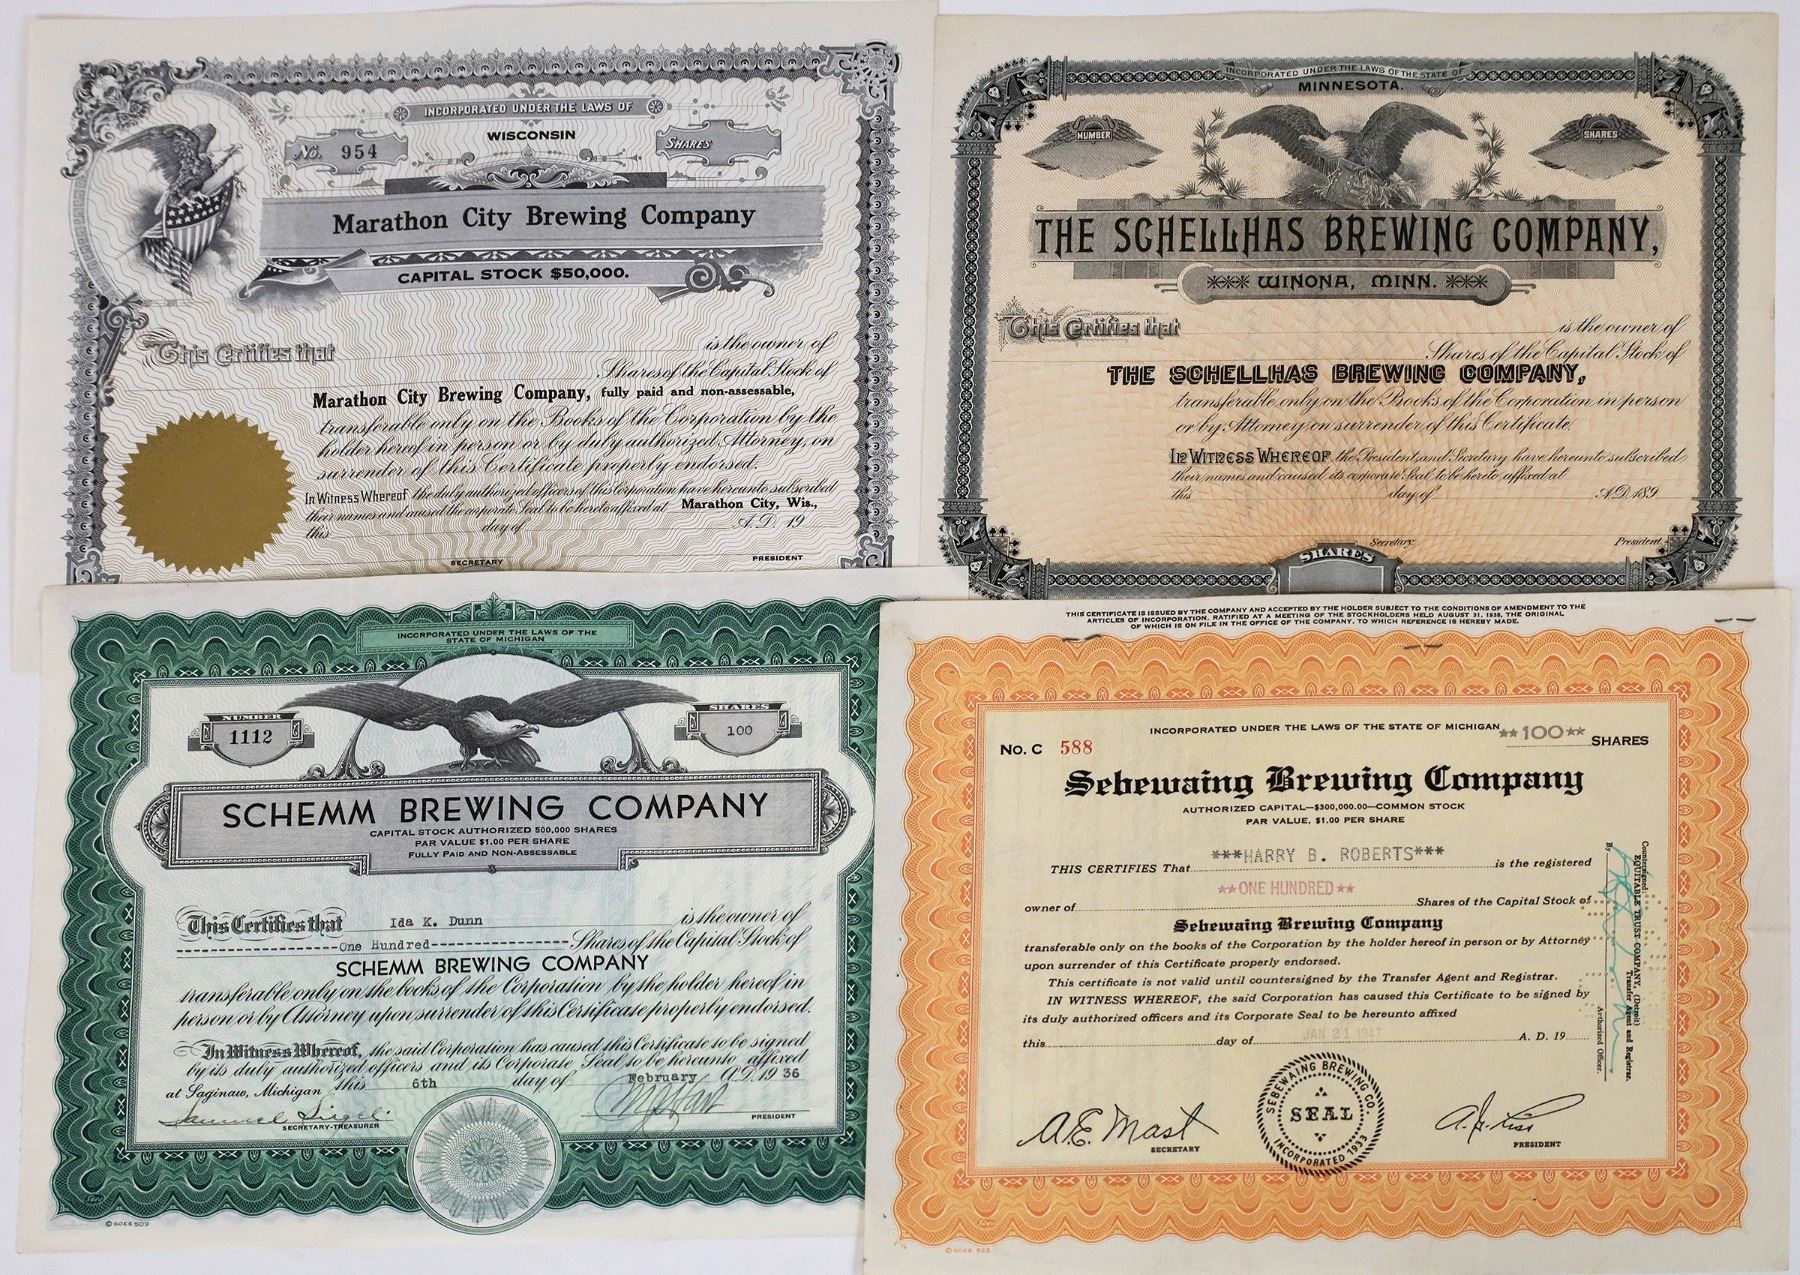 INCORPORATED UNDER THE LAWS OF
WISCONSIN
No. 954
SHARES
Marathon City Brewing Company
CAPITAL STOCK $50,000.
This Certifies that
is the owner of
Shares of the Capital Stock of
Marathon City Brewing Company, fully paid and non-assessable,
transferable only on the Books of the Corporation by the
holder hereof in person or by duly authorized Attorney, on
surrender of this Certificate properly endorsed.
In Witness Whereof the duly authorized officers of this Corporation have hereunto subscribed
their names and caused the corporate Seal to be hereto affixed at Marathon City, Wis.,
this day of A.D. 19
SECRETARY PRESIDENT
INCORPORATED UNDER THE LAWS OF THE STATE OF
MINNESOTA.
NUMBER
SHARES
THE SCHELLHAS BREWING COMPANY,
WINONA, MINN.
This Certifies that is the owner of
Shares of the Capital Stock of
THE SCHELLHAS BREWING COMPANY,
transferable only on the Books of the Corporation in person
or by Attorney on surrender of this Certificate.
In Witness Whereof, the President and Secretary have hereunto subscribed
their names and caused its corporate Seal to be hereto affixed at
this day of A.D. 189
Secretary. President.
SHARES
INCORPORATED UNDER THE LAWS OF THE
STATE OF MICHIGAN
NUMBER
1112
SHARES
100
SCHEMM BREWING COMPANY
CAPITAL STOCK AUTHORIZED 500,000 SHARES
PAR VALUE $1.00 PER SHARE
FULLY PAID AND NON-ASSESSABLE
This Certifies that Ida K. Dunn is the owner of
One Hundred Shares of the Capital Stock of
SCHEMM BREWING COMPANY
transferable only on the books of the Corporation by the holder hereof in
person or by Attorney upon surrender of this Certificate properly endorsed.
In Witness Whereof, the said Corporation has caused this Certificate to be signed
by its duly authorized officers and its Corporate Seal to be hereunto affixed
at Saginaw, Michigan this 6th day of February A.D. 1936
SECRETARY-TREASURER
PRESIDENT
© GOES 509
THIS CERTIFICATE IS ISSUED BY THE COMPANY AND ACCEPTED BY THE HOLDER SUBJECT TO THE CONDITIONS OF AMENDMENT TO THE
ARTICLES OF INCORPORATION, RATIFIED AT A MEETING OF THE STOCKHOLDERS HELD AUGUST 31, 1938, THE ORIGINAL
OF WHICH IS ON FILE IN THE OFFICE OF THE COMPANY, TO WHICH REFERENCE IS HEREBY MADE.
INCORPORATED UNDER THE LAWS OF THE STATE OF MICHIGAN
No. C 588
**100** SHARES
Sebewaing Brewing Company
AUTHORIZED CAPITAL—$300,000.00—COMMON STOCK
PAR VALUE, $1.00 PER SHARE
THIS CERTIFIES That ***HARRY B. ROBERTS*** is the registered
owner of **ONE HUNDRED** Shares of the Capital Stock of
Sebewaing Brewing Company
transferable only on the books of the Corporation by the holder hereof in person or by Attorney
upon surrender of this Certificate properly endorsed.
This certificate is not valid until countersigned by the Transfer Agent and Registrar.
IN WITNESS WHEREOF, the said Corporation has caused this Certificate to be signed by
its duly authorized officers and its Corporate Seal to be hereunto affixed
this day of JAN 21 1947 A. D. 19
Countersigned:
EQUITABLE TRUST COMPANY, (Detroit)
Transfer Agent and Registrar.
By
Authorized Officer.
A.E. Mast
SECRETARY
SEBEWAING BREWING CO.
SEAL
INCORPORATED 1933
PRESIDENT
© GOES 523